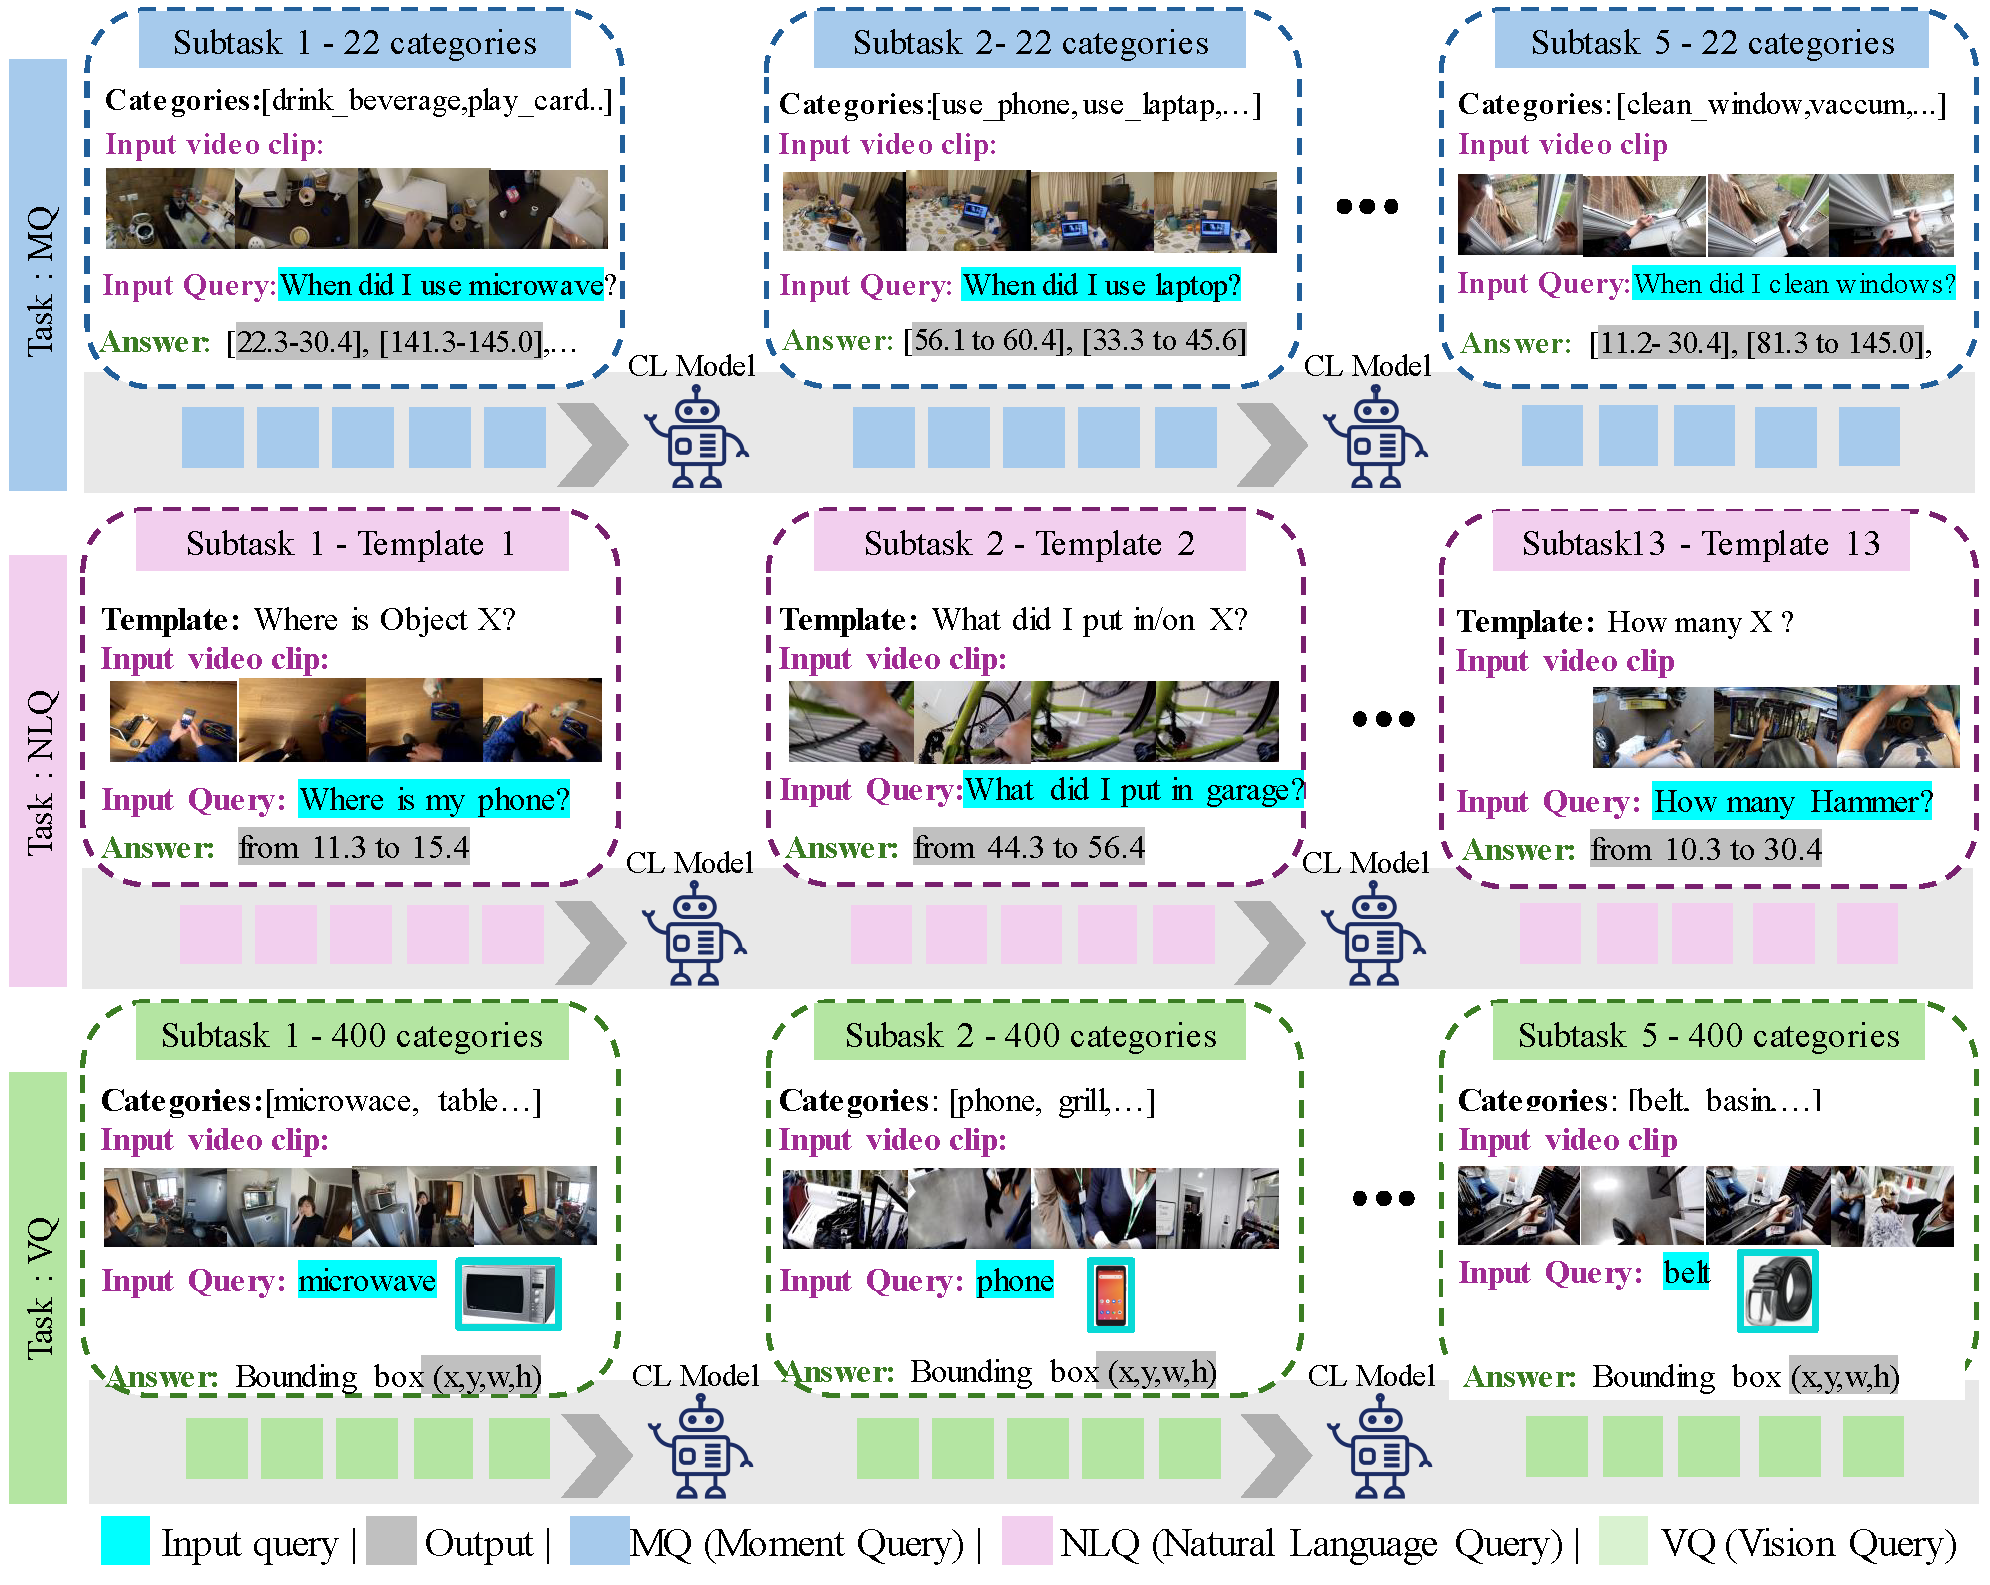 Task : MQ
Subtask 1 - 22 categories
Categories:[drink_beverage,play_card..]
Input video clip:
Input Query:When did I use microwave?
Answer: [22.3-30.4], [141.3-145.0],…
CL Model
Subtask 2- 22 categories
Categories:[use_phone, use_laptap,…]
Input video clip:
Input Query: When did I use laptop?
Answer: [56.1 to 60.4], [33.3 to 45.6]
CL Model
Subtask 5 - 22 categories
Categories: [clean_window,vaccum,...]
Input video clip
Input Query:When did I clean windows?
Answer: [11.2- 30.4], [81.3 to 145.0],
Task : NLQ
Subtask 1 - Template 1
Template: Where is Object X?
Input video clip:
Input Query: Where is my phone?
Answer: from 11.3 to 15.4
CL Model
Subtask 2 - Template 2
Template: What did I put in/on X?
Input video clip:
Input Query:What did I put in garage?
Answer: from 44.3 to 56.4
CL Model
Subtask13 - Template 13
Template: How many X ?
Input video clip
Input Query: How many Hammer?
Answer: from 10.3 to 30.4
Task : VQ
Subtask 1 - 400 categories
Categories:[microwace, table…]
Input video clip:
Input Query: microwave
Answer: Bounding box (x,y,w,h)
CL Model
Subask 2 - 400 categories
Categories: [phone, grill,…]
Input video clip:
Input Query: phone
Answer: Bounding box (x,y,w,h)
CL Model
Subtask 5 - 400 categories
Categories: [belt, basin,…]
Input video clip
Input Query: belt
Answer: Bounding box (x,y,w,h)
Input query | Output | MQ (Moment Query) | NLQ (Natural Language Query) | VQ (Vision Query)